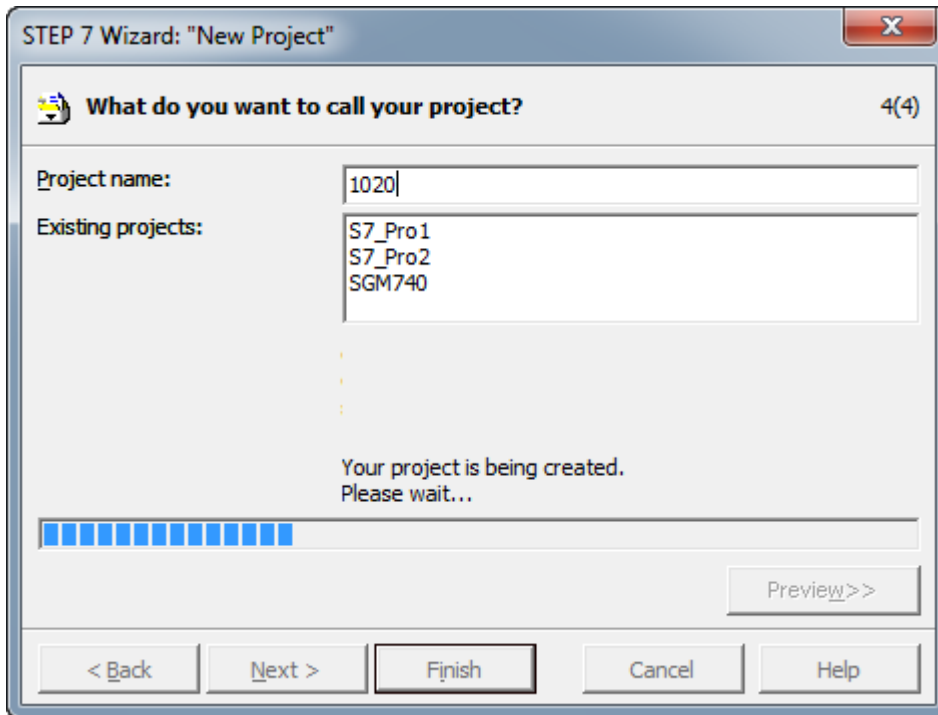 STEP 7 Wizard: "New Project"
What do you want to call your project?
4(4)
Project name:
1020
Existing projects:
S7_Pro1
S7_Pro2
SGM740
Your project is being created.
Please wait...
Preview>>
< Back
Next >
Finish
Cancel
Help